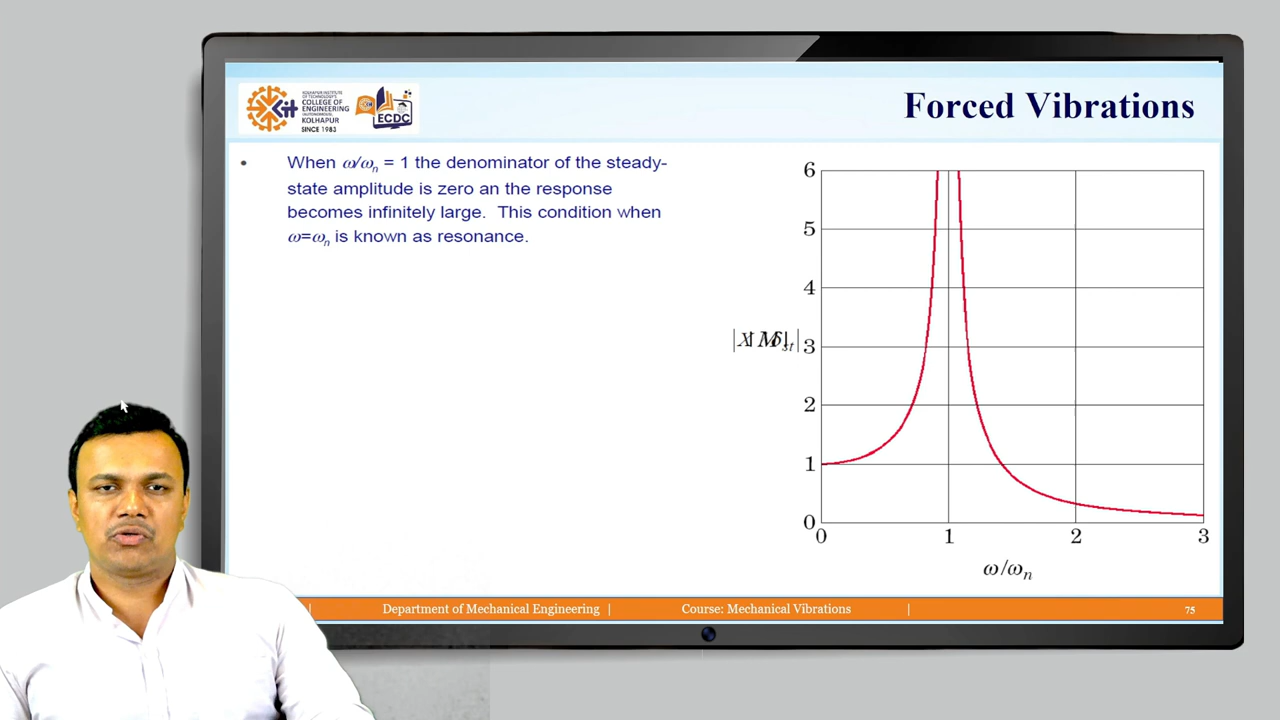 KOLHAPUR INSTITUTE
OF TECHNOLOGY'S
COLLEGE OF
ENGINEERING
(AUTONOMOUS),
KOLHAPUR
SINCE 1983
ECDC
Forced Vibrations
• When ω/ωn = 1 the denominator of the steady-
state amplitude is zero an the response
becomes infinitely large. This condition when
ω=ωn is known as resonance.
6
5
4
3
2
1
0
0 1 2 3
ω/ωn
| Department of Mechanical Engineering | Course: Mechanical Vibrations | 75